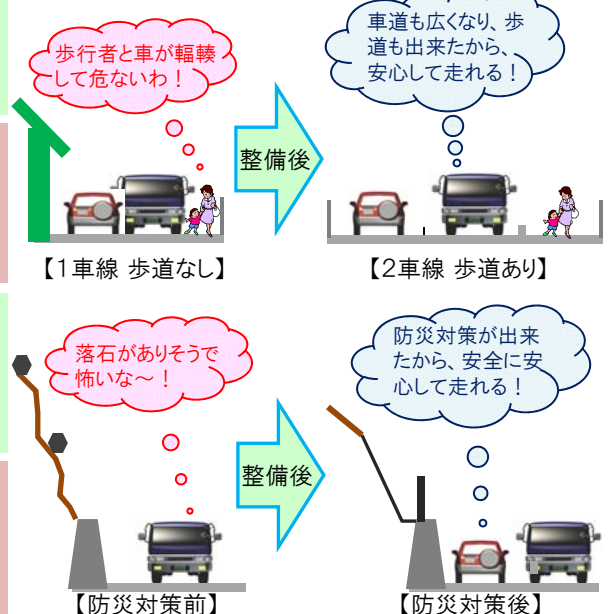 歩行者と車が輻輳
して危ないわ！
車道も広くなり、歩
道も出来たから、
安心して走れる！
整備後
【1車線 歩道なし】
【2車線 歩道あり】
落石がありそうで
怖いな～！
防災対策が出来
たから、安全に安
心して走れる！
整備後
【防災対策前】
【防災対策後】